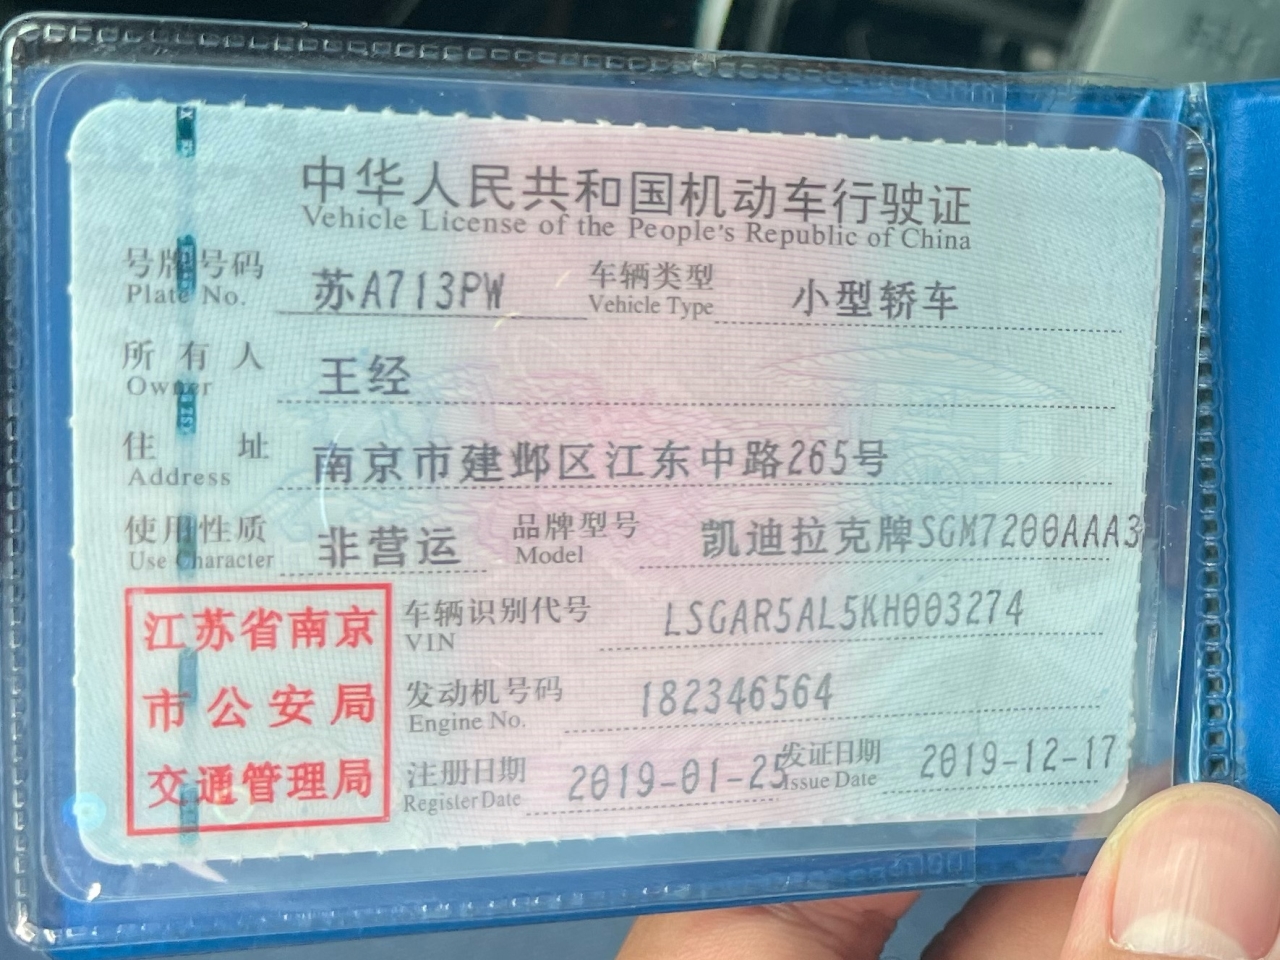 中华人民共和国机动车行驶证
Vehicle License of the People's Republic of China
号牌号码 苏A713PW 车辆类型 小型轿车
Plate No. Vehicle Type
所有人 王经
Owner
住址 南京市建邺区江东中路265号
Address
使用性质 非营运 品牌型号 凯迪拉克牌SGM7200AAA3
Use Character Model
江苏省南京
市公安局
交通管理局
车辆识别代号 LSGAR5AL5KH003274
VIN
发动机号码 182346564
Engine No.
注册日期 2019-01-25 发证日期 2019-12-17
Register Date Issue Date